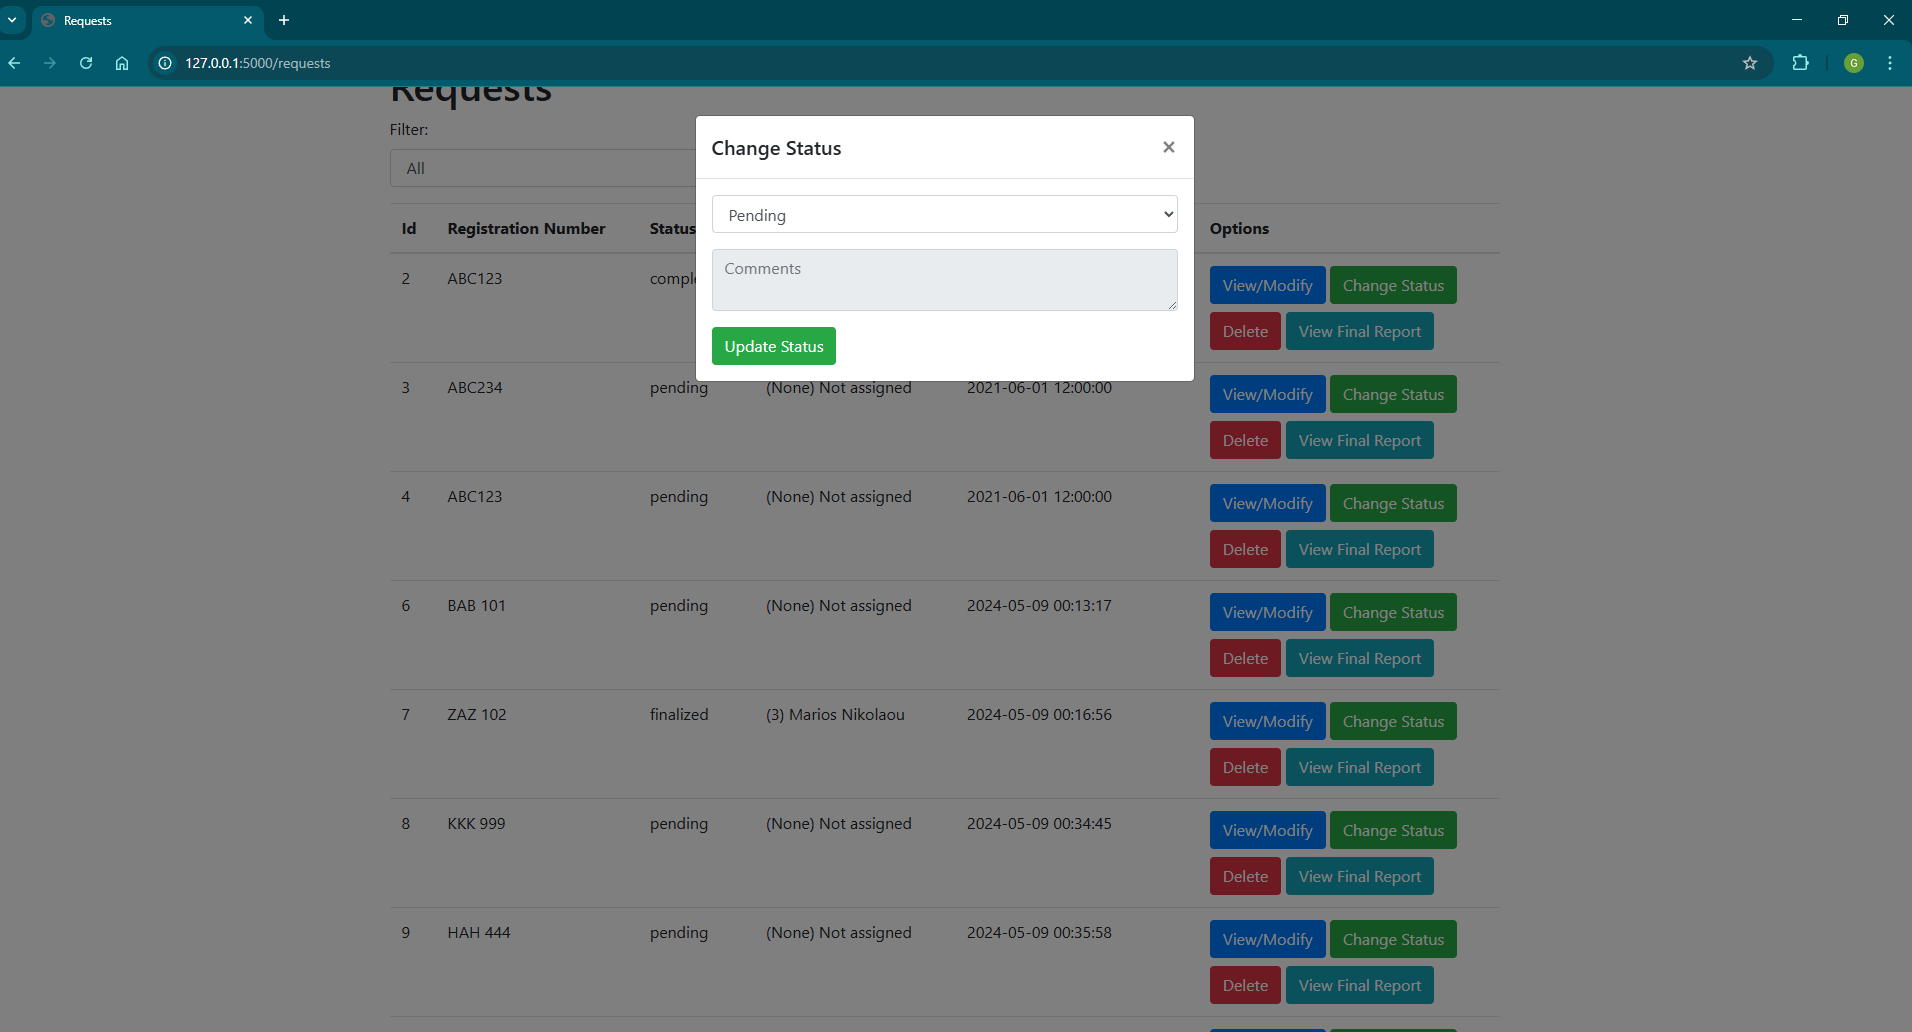 Requests
127.0.0.1:5000/requests
G
Requests
Filter:
All
Change Status
×
Pending
Comments
Update Status
Id Registration Number Status Options
2 ABC123 View/Modify Change Status
Delete View Final Report
3 ABC234 pending (None) Not assigned 2021-06-01 12:00:00 View/Modify Change Status
Delete View Final Report
4 ABC123 pending (None) Not assigned 2021-06-01 12:00:00 View/Modify Change Status
Delete View Final Report
6 BAB 101 pending (None) Not assigned 2024-05-09 00:13:17 View/Modify Change Status
Delete View Final Report
7 ZAZ 102 finalized (3) Marios Nikolaou 2024-05-09 00:16:56 View/Modify Change Status
Delete View Final Report
8 KKK 999 pending (None) Not assigned 2024-05-09 00:34:45 View/Modify Change Status
Delete View Final Report
9 HAH 444 pending (None) Not assigned 2024-05-09 00:35:58 View/Modify Change Status
Delete View Final Report